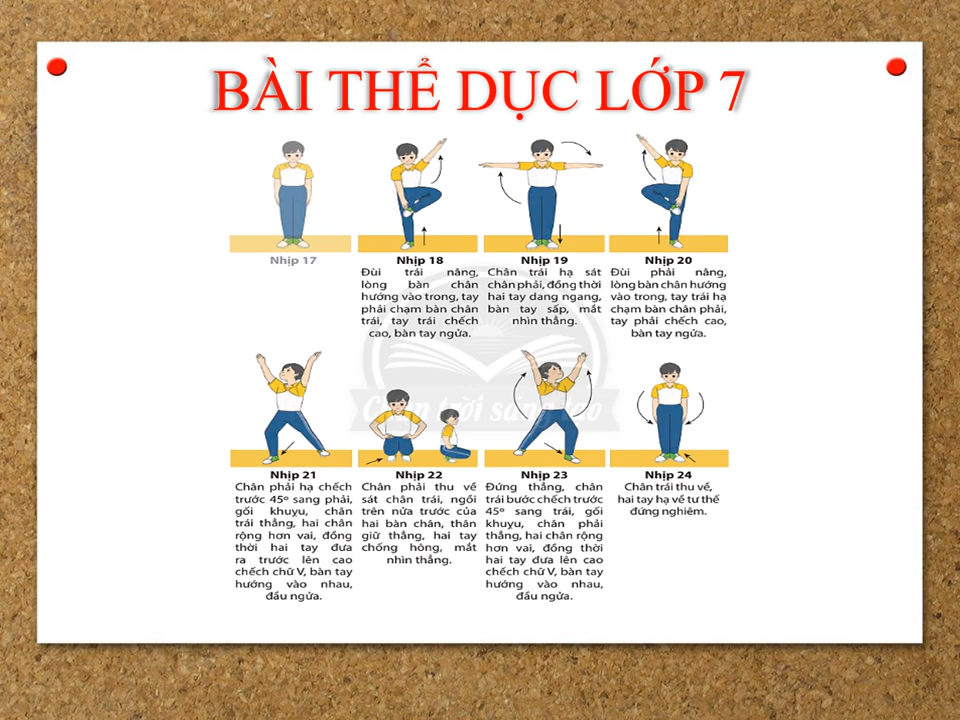 BÀI THỂ DỤC LỚP 7
Nhịp 17
Nhịp 18
Đùi trái nâng,
lòng bàn chân
hướng vào trong, tay
phải chạm bàn chân
trái, tay trái chếch
cao, bàn tay ngửa.
Nhịp 19
Chân trái hạ sát
chân phải, đồng thời
hai tay dang ngang,
bàn tay sấp, mắt
nhìn thẳng.
Nhịp 20
Đùi phải nâng,
lòng bàn chân hướng
vào trong, tay trái hạ
chạm bàn chân phải,
tay phải chếch cao,
bàn tay ngửa.
Nhịp 21
Chân phải hạ chếch
trước 45º sang phải,
gối khuỵu, chân
trái thẳng, hai chân
rộng hơn vai, đồng
thời hai tay đưa
ra trước lên cao
chếch chữ V, bàn tay
hướng vào nhau,
đầu ngửa.
Nhịp 22
Chân phải thu về
sát chân trái, ngồi
trên nửa trước của
hai bàn chân, thân
giữ thẳng, hai tay
chống hông, mắt
nhìn thẳng.
Nhịp 23
Đứng thẳng, chân
trái bước chếch trước
45º sang trái, gối
khuỵu, chân phải
thẳng, hai chân rộng
hơn vai, đồng thời
hai tay đưa lên cao
chếch chữ V, bàn tay
hướng vào nhau,
đầu ngửa.
Nhịp 24
Chân trái thu về,
hai tay hạ về tư thế
đứng nghiêm.
Chân trời sáng tạo